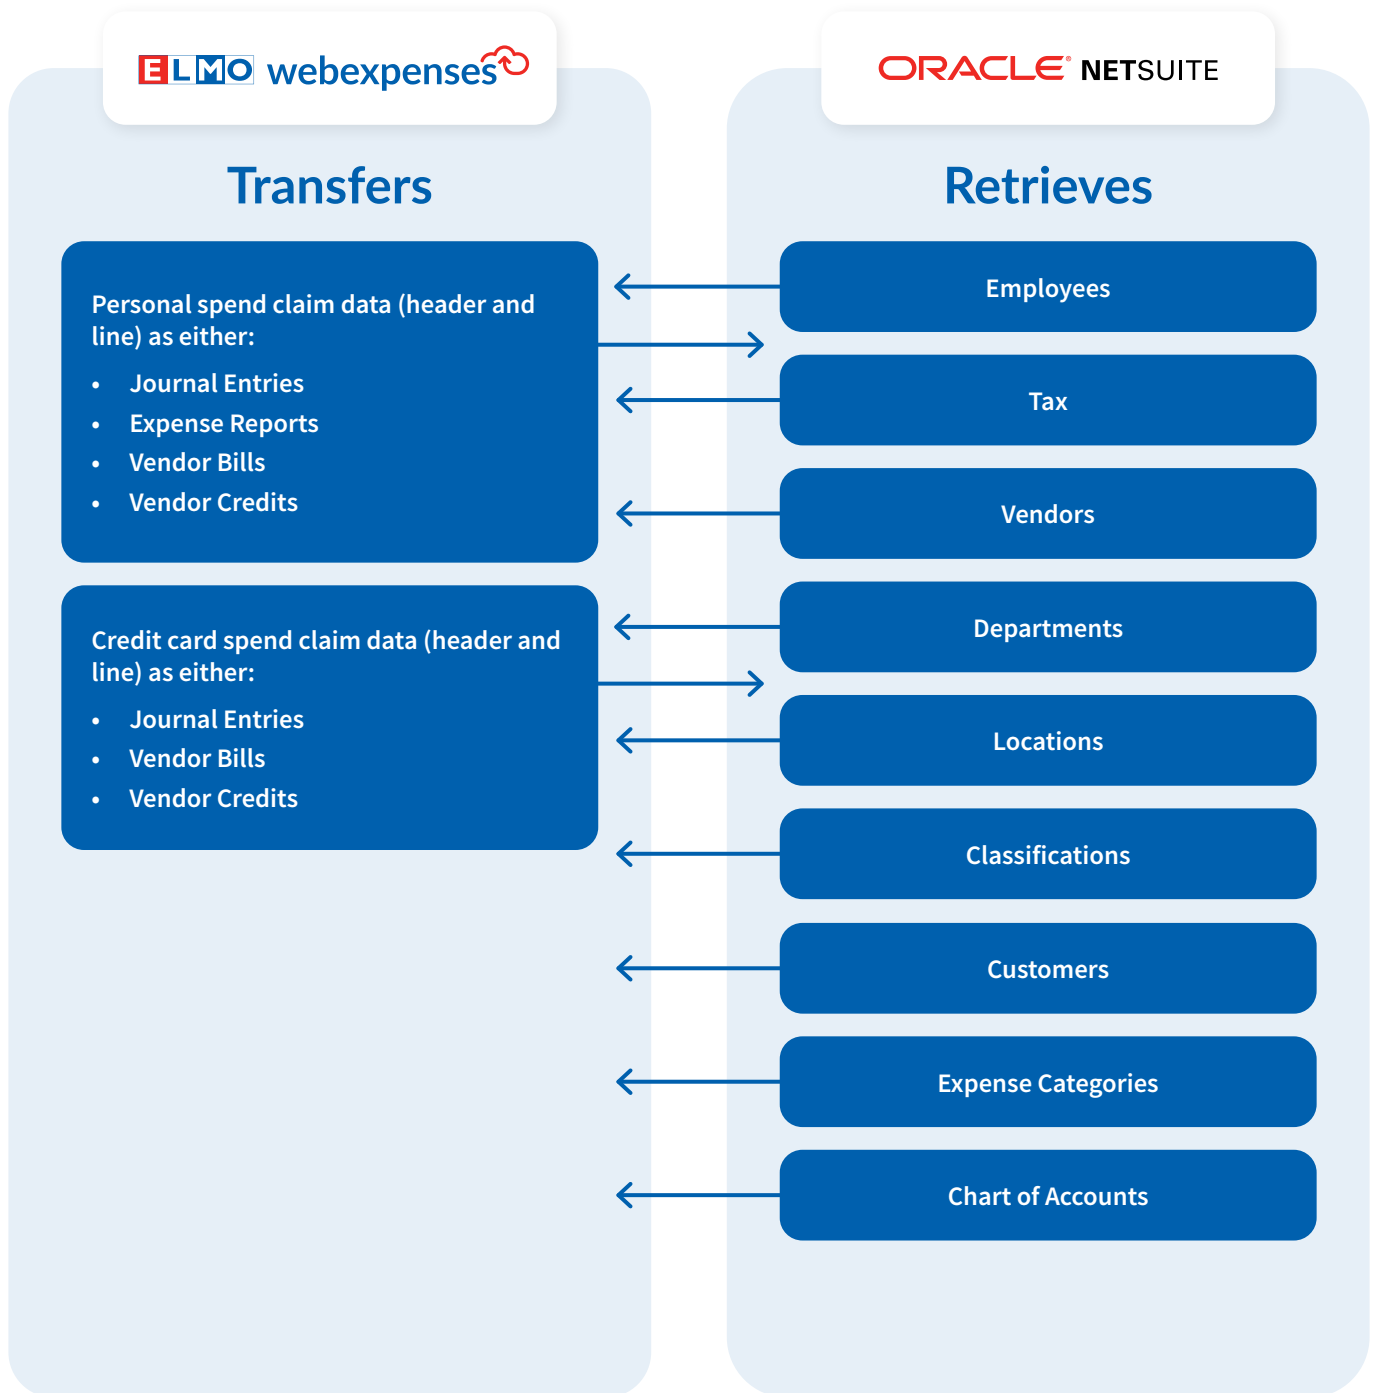 ELMO webexpenses
Transfers
Personal spend claim data (header and
line) as either:
• Journal Entries
• Expense Reports
• Vendor Bills
• Vendor Credits
Credit card spend claim data (header and
line) as either:
• Journal Entries
• Vendor Bills
• Vendor Credits
ORACLE® NETSUITE
Retrieves
Employees
Tax
Vendors
Departments
Locations
Classifications
Customers
Expense Categories
Chart of Accounts